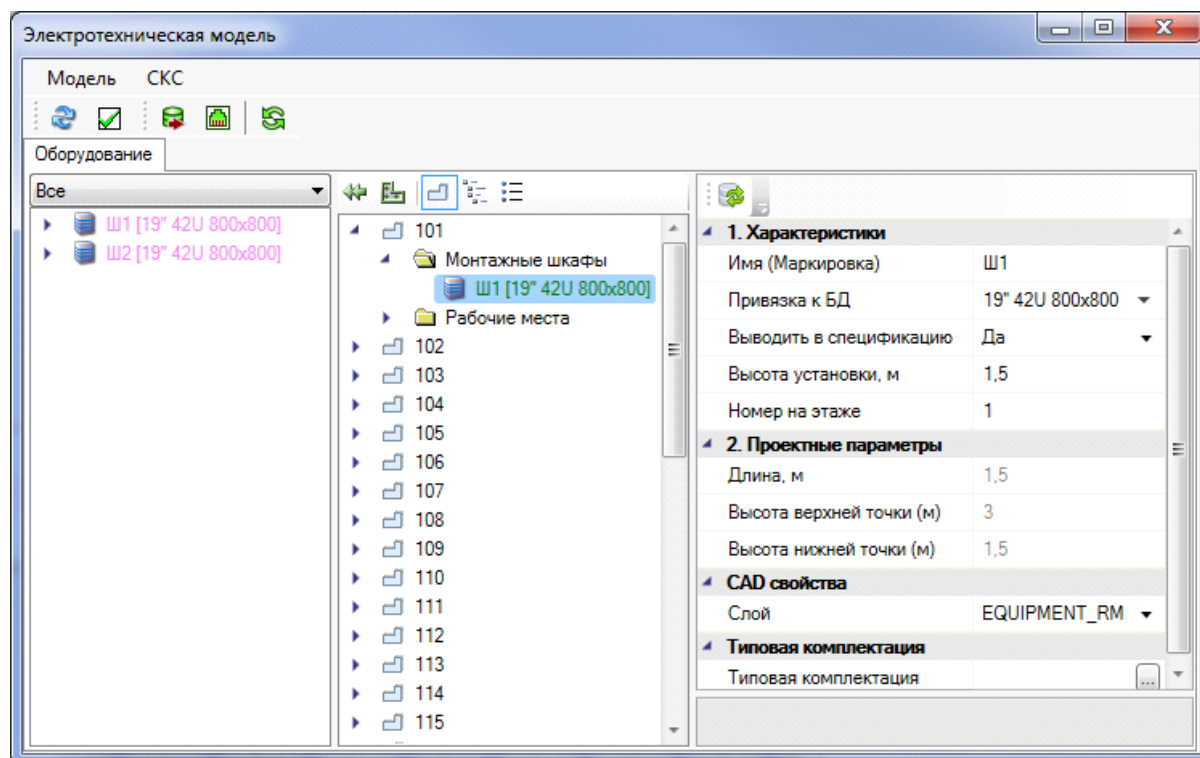 Электротехническая модель
Модель СКС
Оборудование
Все
Ш1 [19" 42U 800x800]
Ш2 [19" 42U 800x800]
101
Монтажные шкафы
Ш1 [19" 42U 800x800]
Рабочие места
102
103
104
105
106
107
108
109
110
111
112
113
114
115
1. Характеристики
Имя (Маркировка) Ш1
Привязка к БД 19" 42U 800x800
Выводить в спецификацию Да
Высота установки, м 1,5
Номер на этаже 1
2. Проектные параметры
Длина, м 1,5
Высота верхней точки (м) 3
Высота нижней точки (м) 1,5
CAD свойства
Слой EQUIPMENT_RM
Типовая комплектация
Типовая комплектация ...